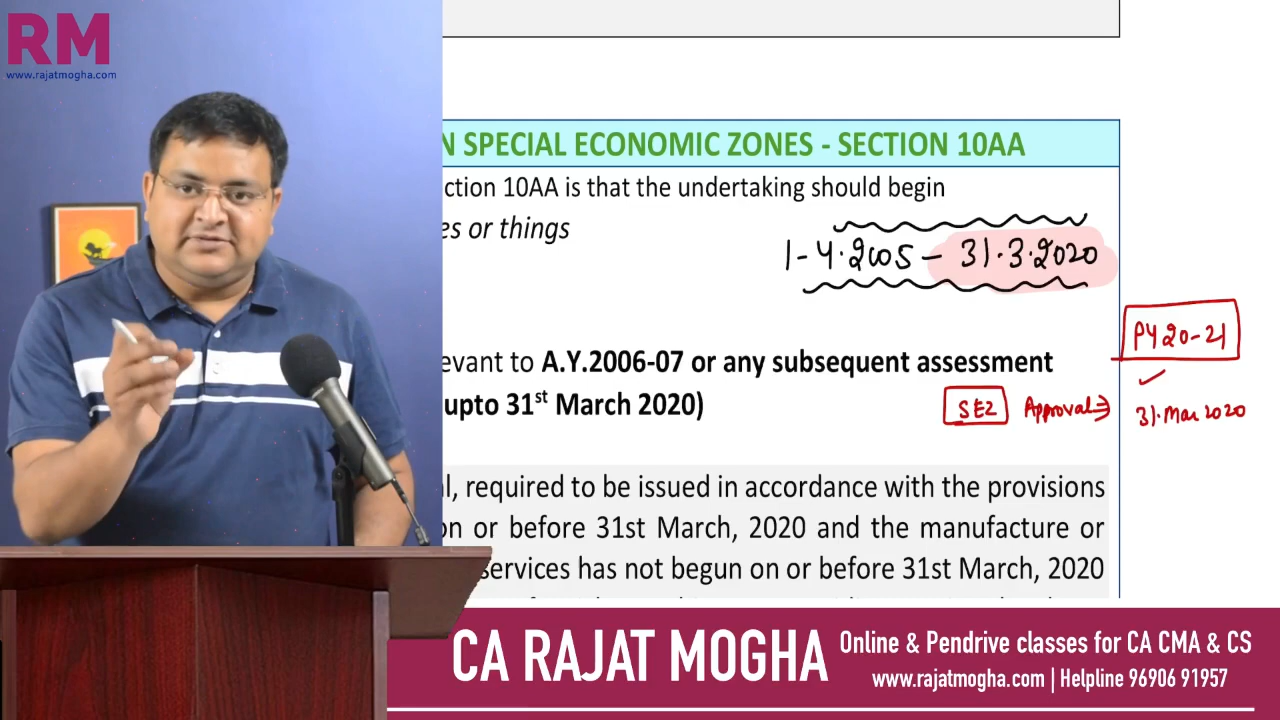 RM
www.rajatmogha.com
N SPECIAL ECONOMIC ZONES - SECTION 10AA
ction 10AA is that the undertaking should begin
es or things
1-4.2005 - 31.3.2020
PY 20-21
evant to A.Y.2006-07 or any subsequent assessment
upto 31st March 2020)
SEZ Approval
31.Mar 2020
l, required to be issued in accordance with the provisions
on or before 31st March, 2020 and the manufacture or
services has not begun on or before 31st March, 2020
CA RAJAT MOGHA
Online & Pendrive classes for CA CMA & CS
www.rajatmogha.com | Helpline 96906 91957